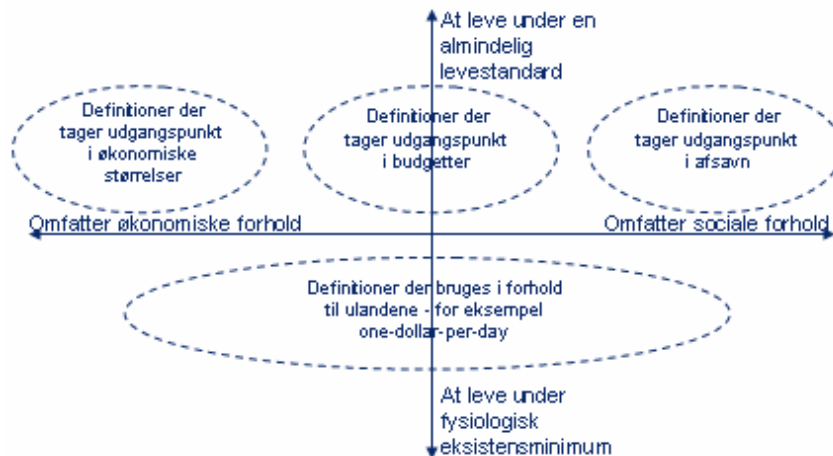 At leve under en
almindelig
levestandard
Definitioner der
tager udgangspunkt
i økonomiske
størrelser
Definitioner der
tager udgangspunkt
i budgetter
Definitioner der
tager udgangspunkt
i afsavn
Omfatter økonomiske forhold
Omfatter sociale forhold
Definitioner der bruges i forhold
til ulandene - for eksempel
one-dollar-per-day
At leve under
fysiologisk
eksistensminimum